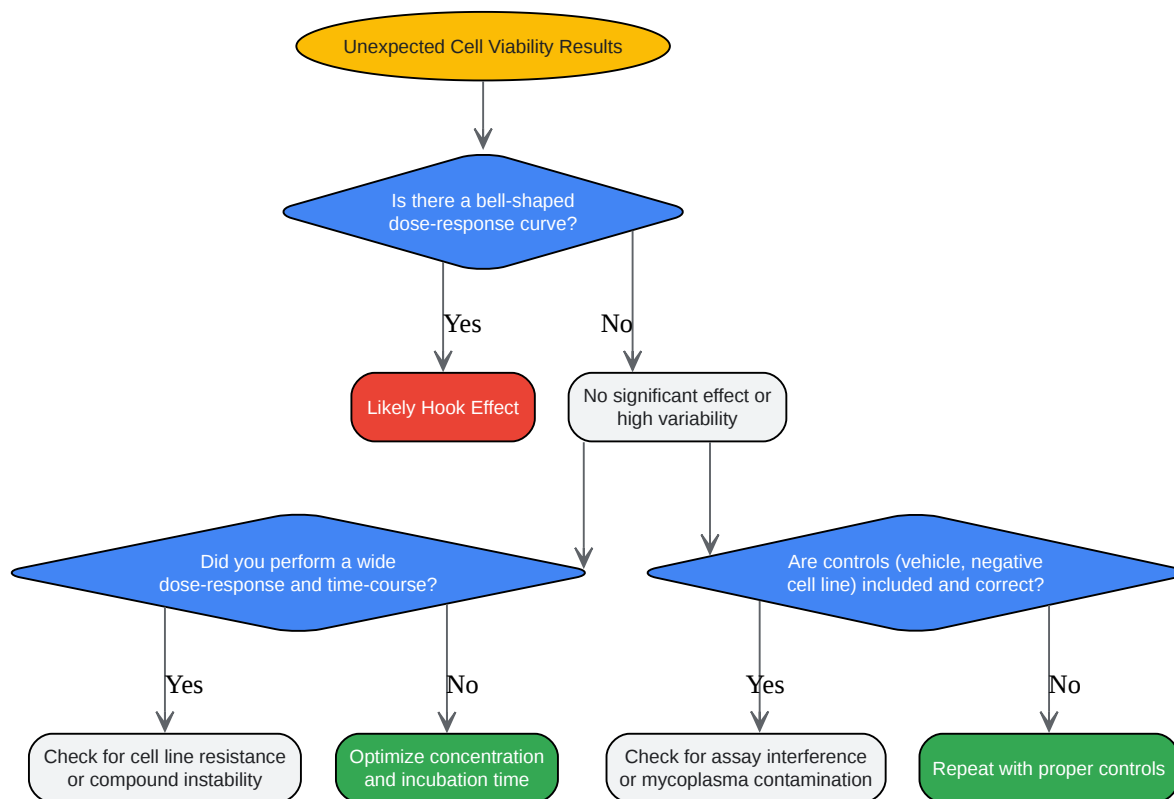 Unexpected Cell Viability Results
Is there a bell-shaped
dose-response curve?
Yes
No
Likely Hook Effect
No significant effect or
high variability
Did you perform a wide
dose-response and time-course?
Are controls (vehicle, negative
cell line) included and correct?
Yes
No
Yes
No
Check for cell line resistance
or compound instability
Optimize concentration
and incubation time
Check for assay interference
or mycoplasma contamination
Repeat with proper controls